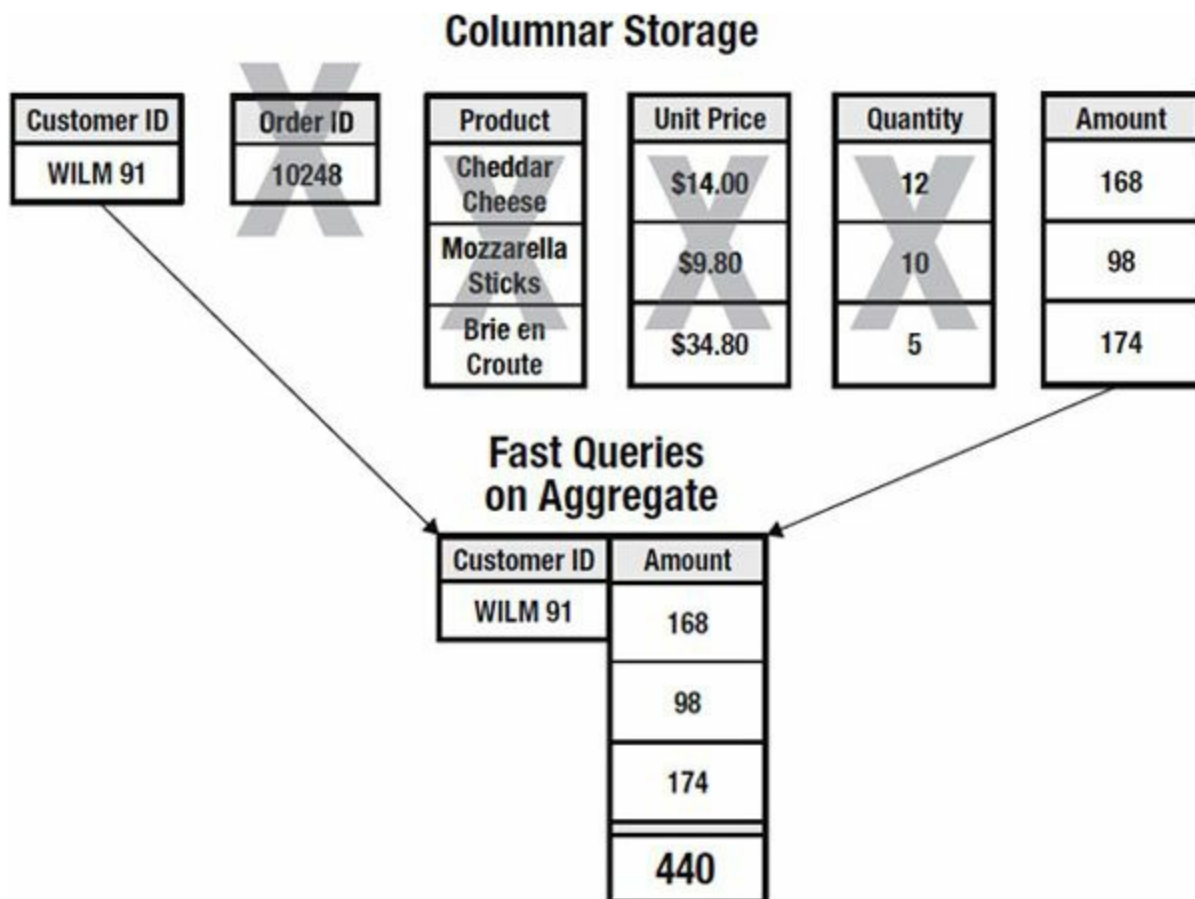 Columnar Storage
Customer ID
WILM 91
Order ID
10248
Product
Cheddar
Cheese
Mozzarella
Sticks
Brie en
Croute
Unit Price
$14.00
$9.80
$34.80
Quantity
12
10
5
Amount
168
98
174
Fast Queries
on Aggregate
Customer ID
WILM 91
Amount
168
98
174
440